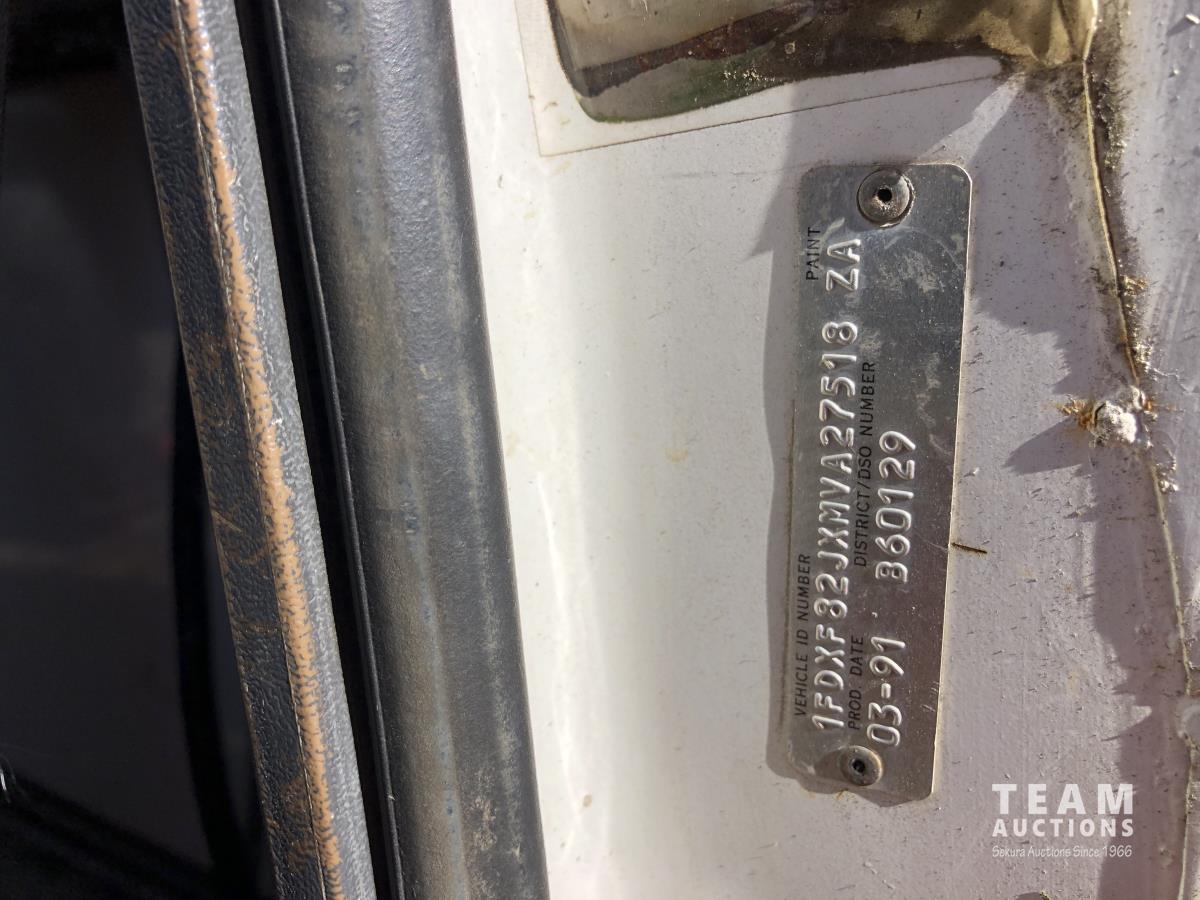 VEHICLE ID NUMBER PAINT
1FDXF82JXMVA27518 ZA
PROD. DATE DISTRICT/DSO NUMBER
03-91 B60129
TEAM
AUCTIONS
Sekura Auctions Since 1966